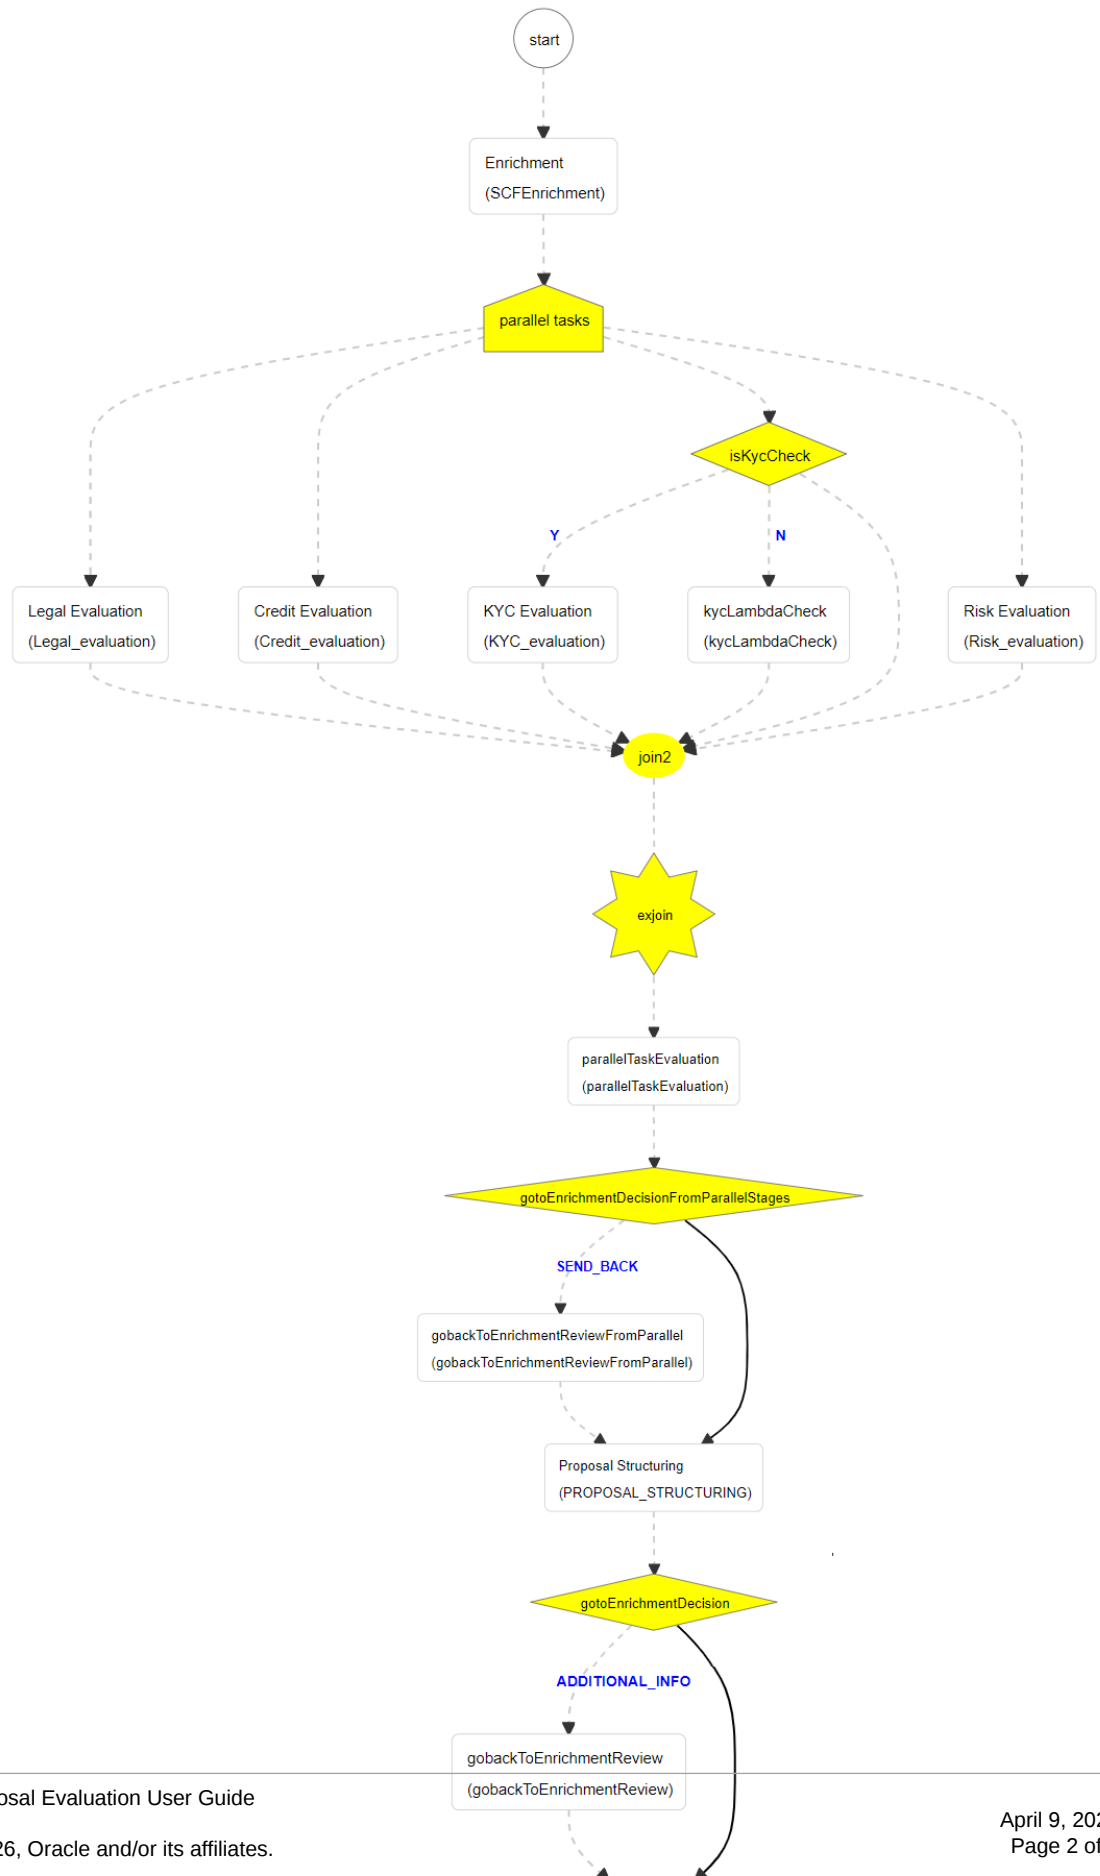 start
Enrichment
(SCFEnrichment)
parallel tasks
isKycCheck
Y
N
Legal Evaluation
(Legal_evaluation)
Credit Evaluation
(Credit_evaluation)
KYC Evaluation
(KYC_evaluation)
kycLambdaCheck
(kycLambdaCheck)
Risk Evaluation
(Risk_evaluation)
join2
exjoin
parallelTaskEvaluation
(parallelTaskEvaluation)
gotoEnrichmentDecisionFromParallelStages
SEND_BACK
gobackToEnrichmentReviewFromParallel
(gobackToEnrichmentReviewFromParallel)
Proposal Structuring
(PROPOSAL_STRUCTURING)
gotoEnrichmentDecision
ADDITIONAL_INFO
gobackToEnrichmentReview
(gobackToEnrichmentReview)
osal Evaluation User Guide
April 9, 202
26, Oracle and/or its affiliates.
Page 2 of